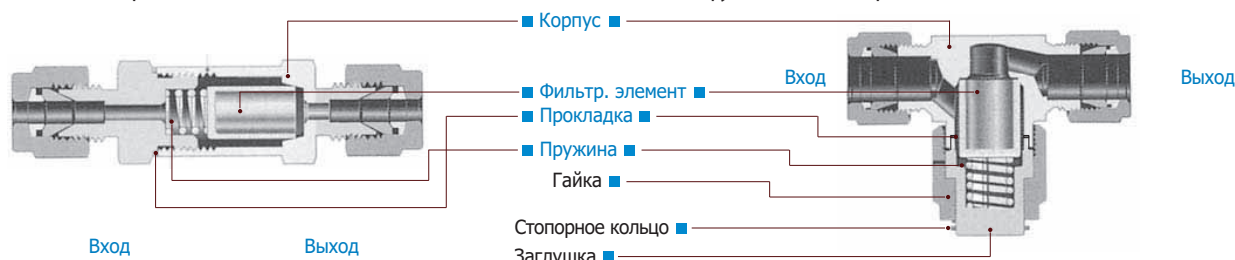 Корпус
Вход
Выход
Фильтр. элемент
Прокладка
Пружина
Гайка
Стопорное кольцо
Вход
Выход
Заглушка